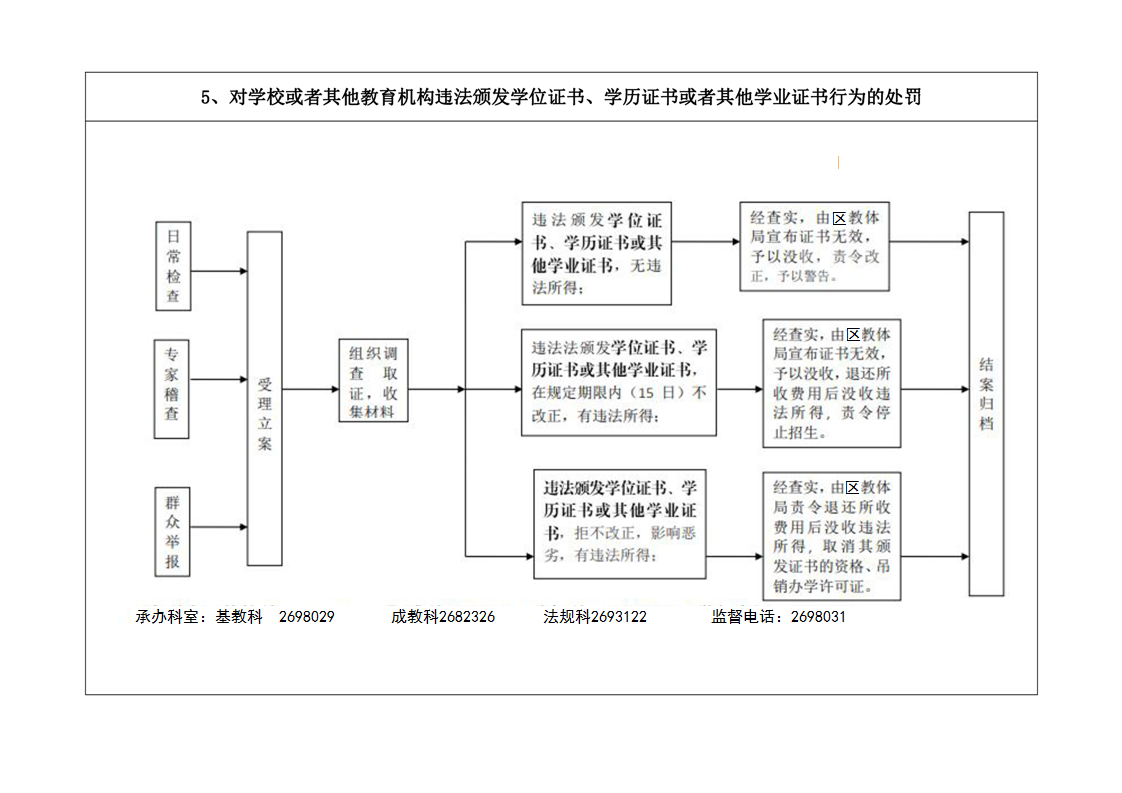 5、对学校或者其他教育机构违法颁发学位证书、学历证书或者其他学业证书行为的处罚
日
常
检
查
专
家
稽
查
群
众
举
报
受
理
立
案
组织调
查 取
证，收
集材料
违法颁发学位证
书、学历证书或其
他学业证书，无违
法所得；
违法法颁发学位证书、学
历证书或其他学业证书，
在规定期限内（15 日）不
改正，有违法所得；
违法颁发学位证书、学
历证书或其他学业证
书，拒不改正，影响恶
劣，有违法所得；
经查实，由区教体
局宣布证书无效，
予以没收，责令改
正，予以警告。
经查实，由区教体
局宣布证书无效，
予以没收，退还所
收费用后没收违
法所得，责令停
止招生。
经查实，由区教体
局责令退还所收
费用后没收违法
所得，取消其颁
发证书的资格、吊
销办学许可证。
结
案
归
档
承办科室：基教科 2698029 成教科2682326 法规科2693122 监督电话：2698031